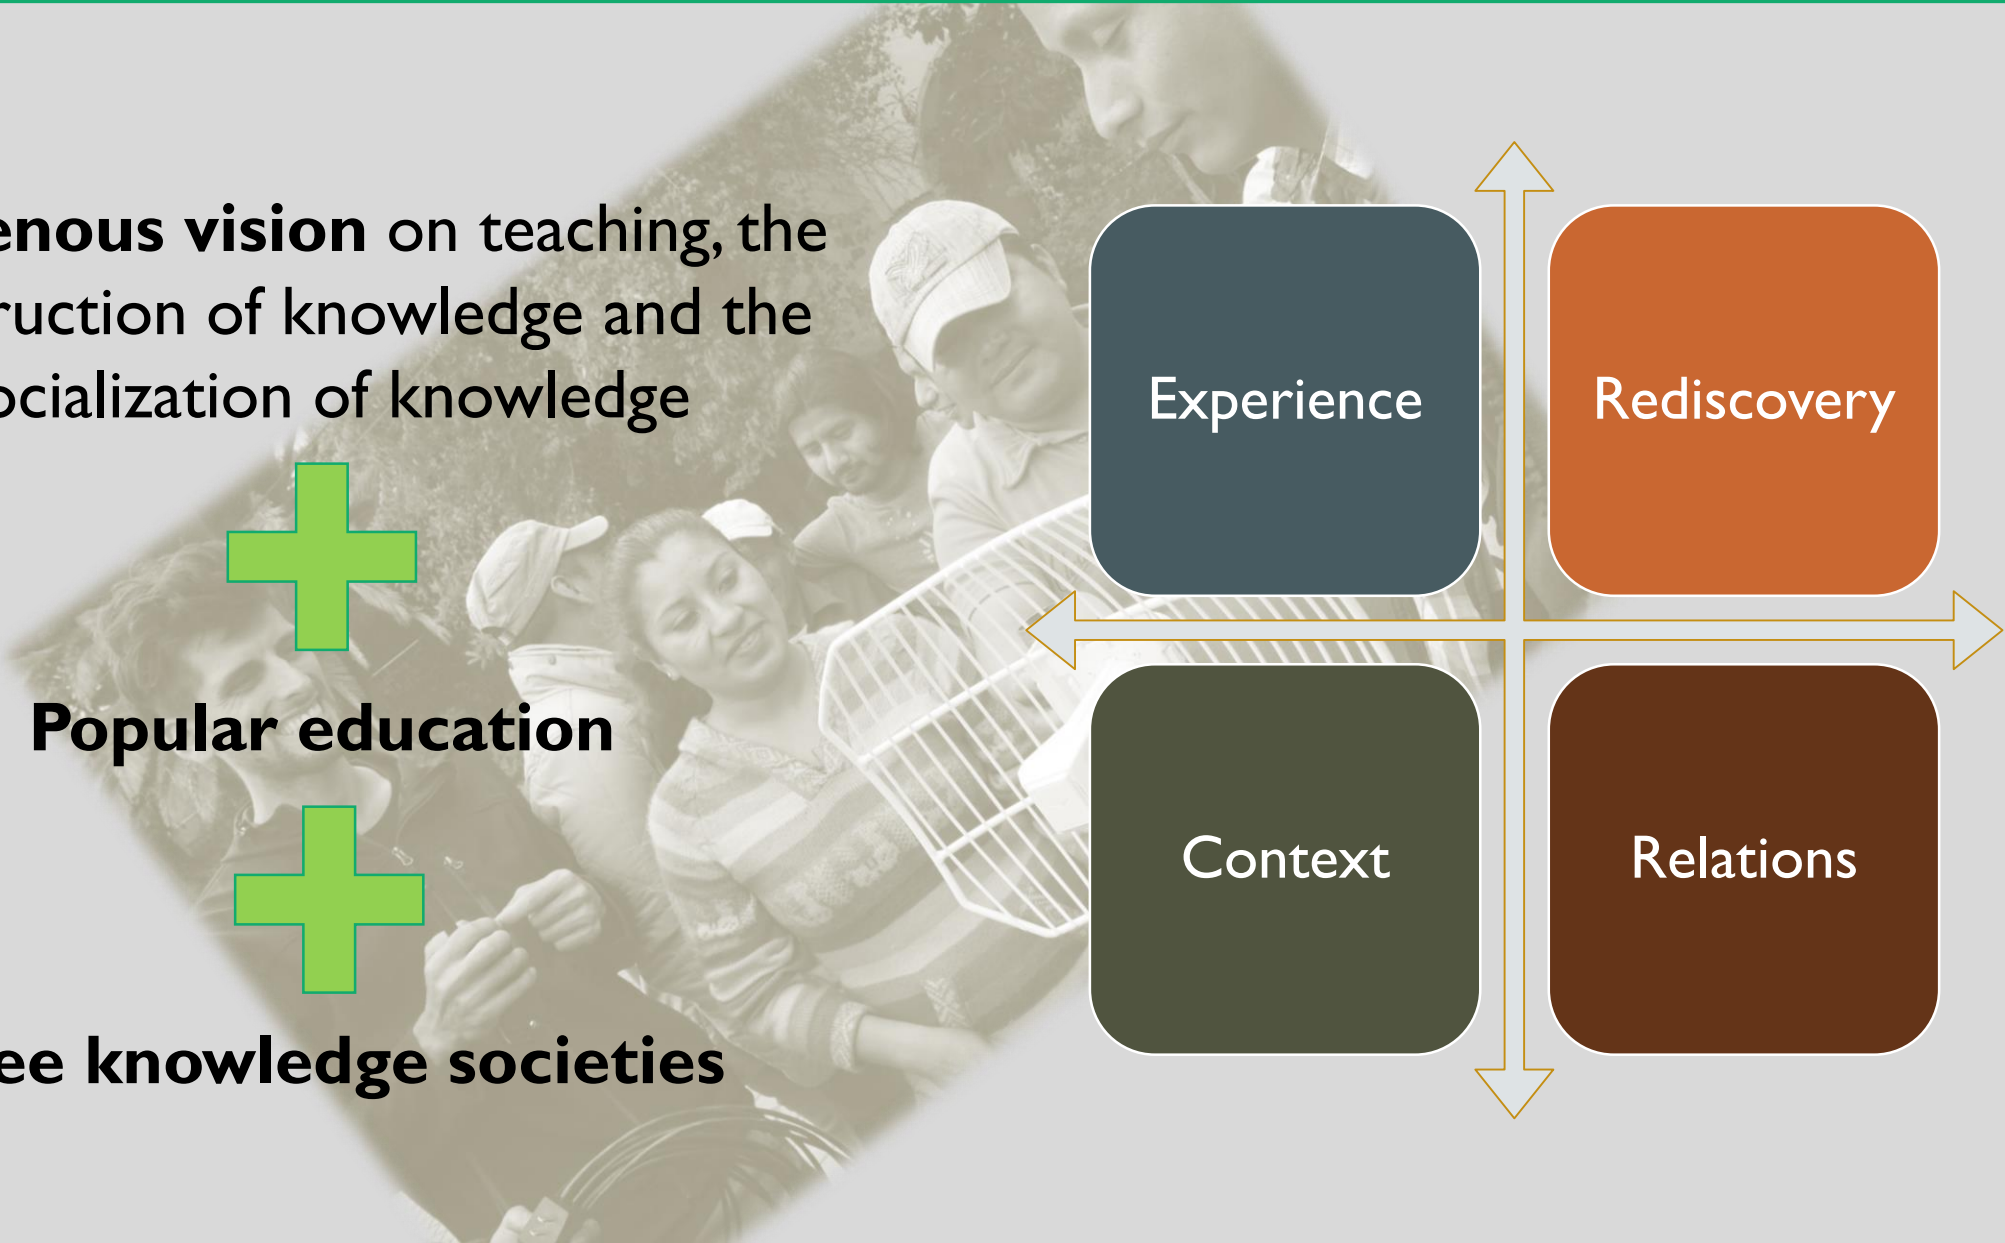 enous vision on teaching, the
ruction of knowledge and the
ocialization of knowledge
Popular education
ee knowledge societies
Experience
Rediscovery
Context
Relations